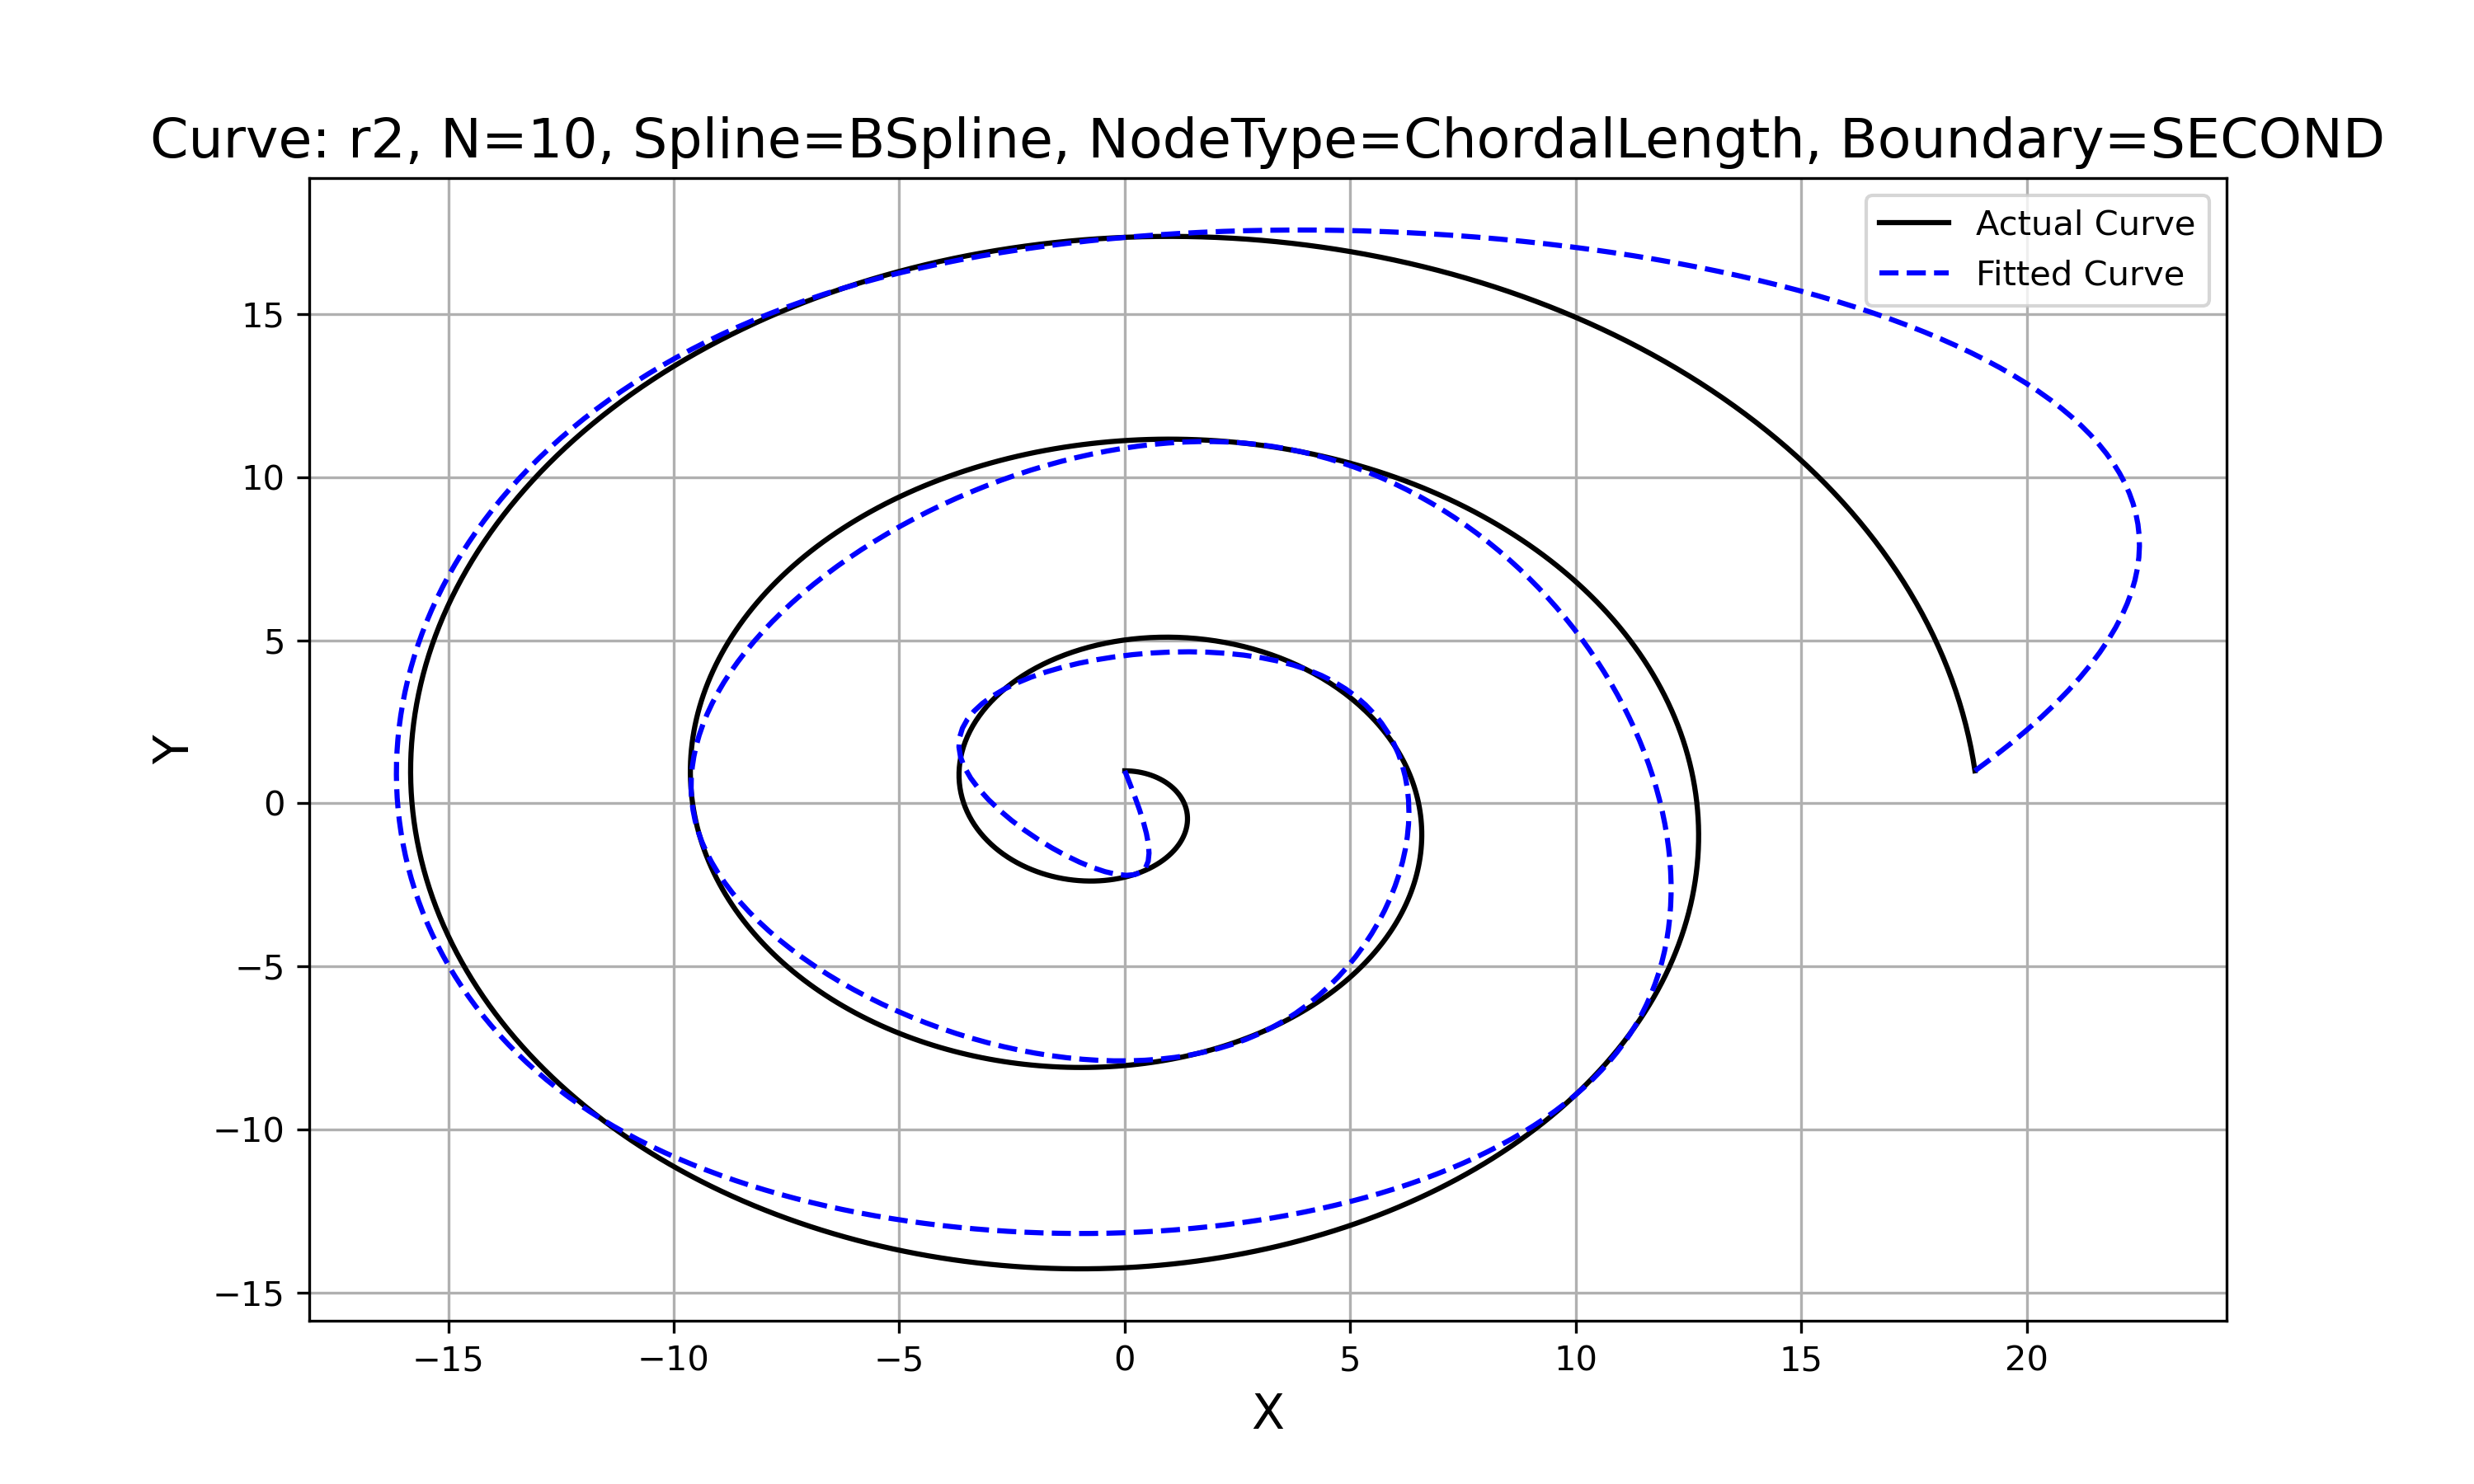 Curve: r2, N=10, Spline=BSpline, NodeType=ChordalLength, Boundary=SECOND
Actual Curve
Fitted Curve
15
10
5
0
−5
−10
−15
Y
−15 −10 −5 0 5 10 15 20
X